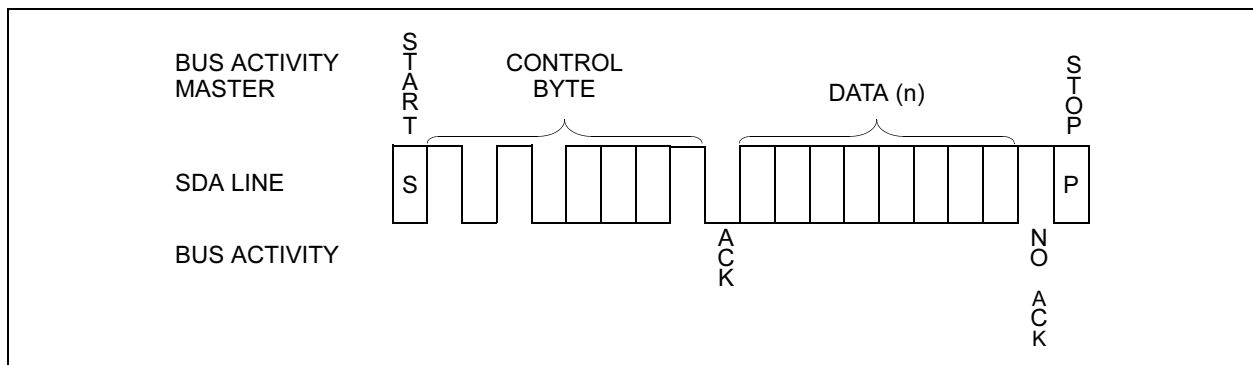 BUS ACTIVITY
MASTER
START
CONTROL
BYTE
DATA (n)
STOP
SDA LINE
S
P
BUS ACTIVITY
ACK
NO ACK